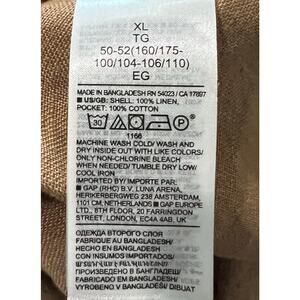 XL
TG
50-52(160/175-
100/104-106/110)
EG
MADE IN BANGLADESH RN 54023 / CA 17897
■ US/GB: SHELL: 100% LINEN,
POCKET: 100% COTTON
30
P
1166
MACHINE WASH COLD/ WASH AND
DRY INSIDE OUT WITH LIKE COLORS/
ONLY NON-CHLORINE BLEACH
WHEN NEEDED/ TUMBLE DRY LOW/
COOL IRON
IMPORTED BY/IMPORTE PAR:
■ GAP (RHC) B.V. LUNA ARENA,
HERIKERBERGWEG 238 AMSTERDAM,
1101 CM, NETHERLANDS ■ GAP EUROPE
LTD., 8TH FLOOR, 20 FARRINGDON
STREET, LONDON, EC4A 4AB, UK
ОДЕЖДА ВТОРОГО СЛОЯ
FABRIQUE AU BANGLADESH/
HECHO EN BANGLADESH
CON INSUMOS IMPORTADOS/
ПРОИЗВЕДЕНО В БАНГЛАДЕШ/
FABRICADO EM BANGLADESH/
VYROBENO V BANGLADÉŠI/ DIBUAT DI